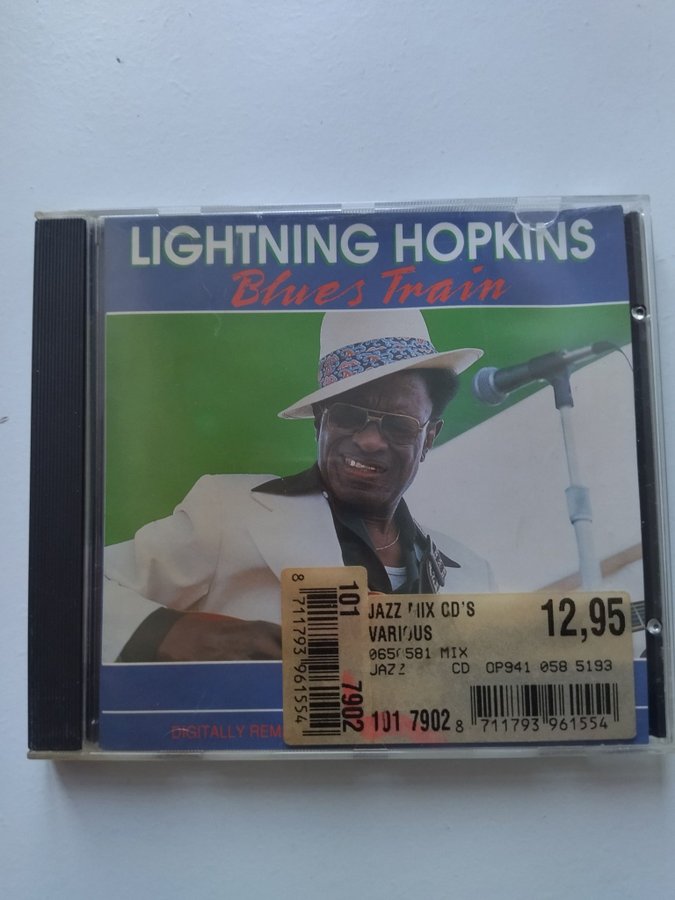 LIGHTNING HOPKINS
Blues Train
JAZZ MIX CD'S
12,95
VARIOUS
581 MIX
JAZZ CD OP941 058 5193
101 7902
8 711793 961554
101 7902
8 711793 961554
DIGITALLY